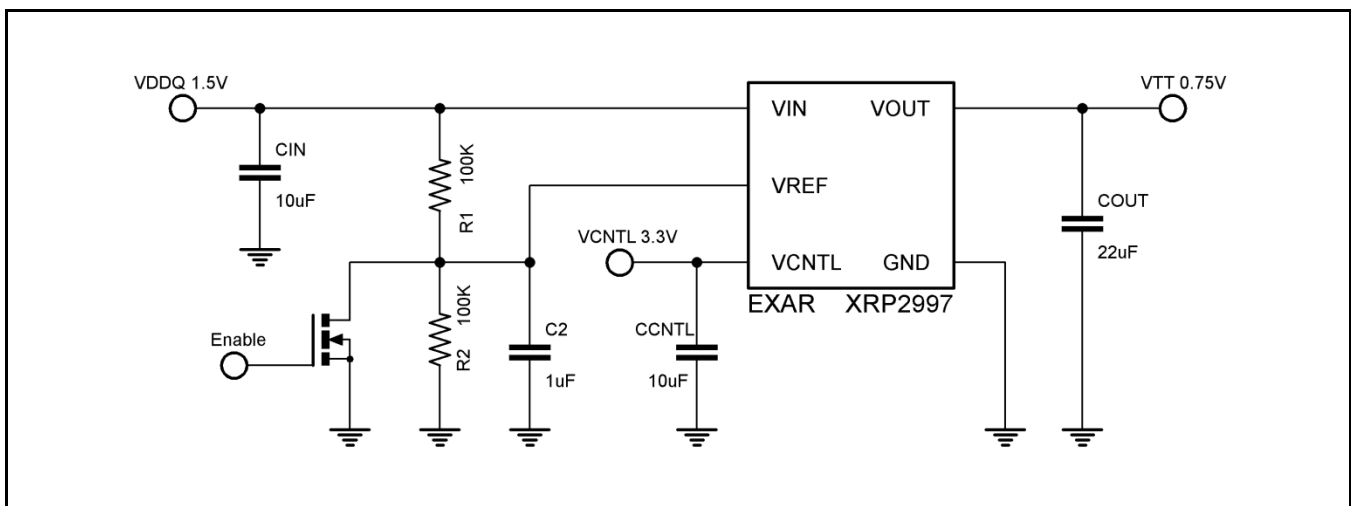 VDDQ 1.5V
VTT 0.75V
VIN
VOUT
CIN
10uF
100K
R1
VREF
COUT
22uF
VCNTL 3.3V
VCNTL
GND
EXAR XRP2997
Enable
100K
R2
C2
1uF
CCNTL
10uF